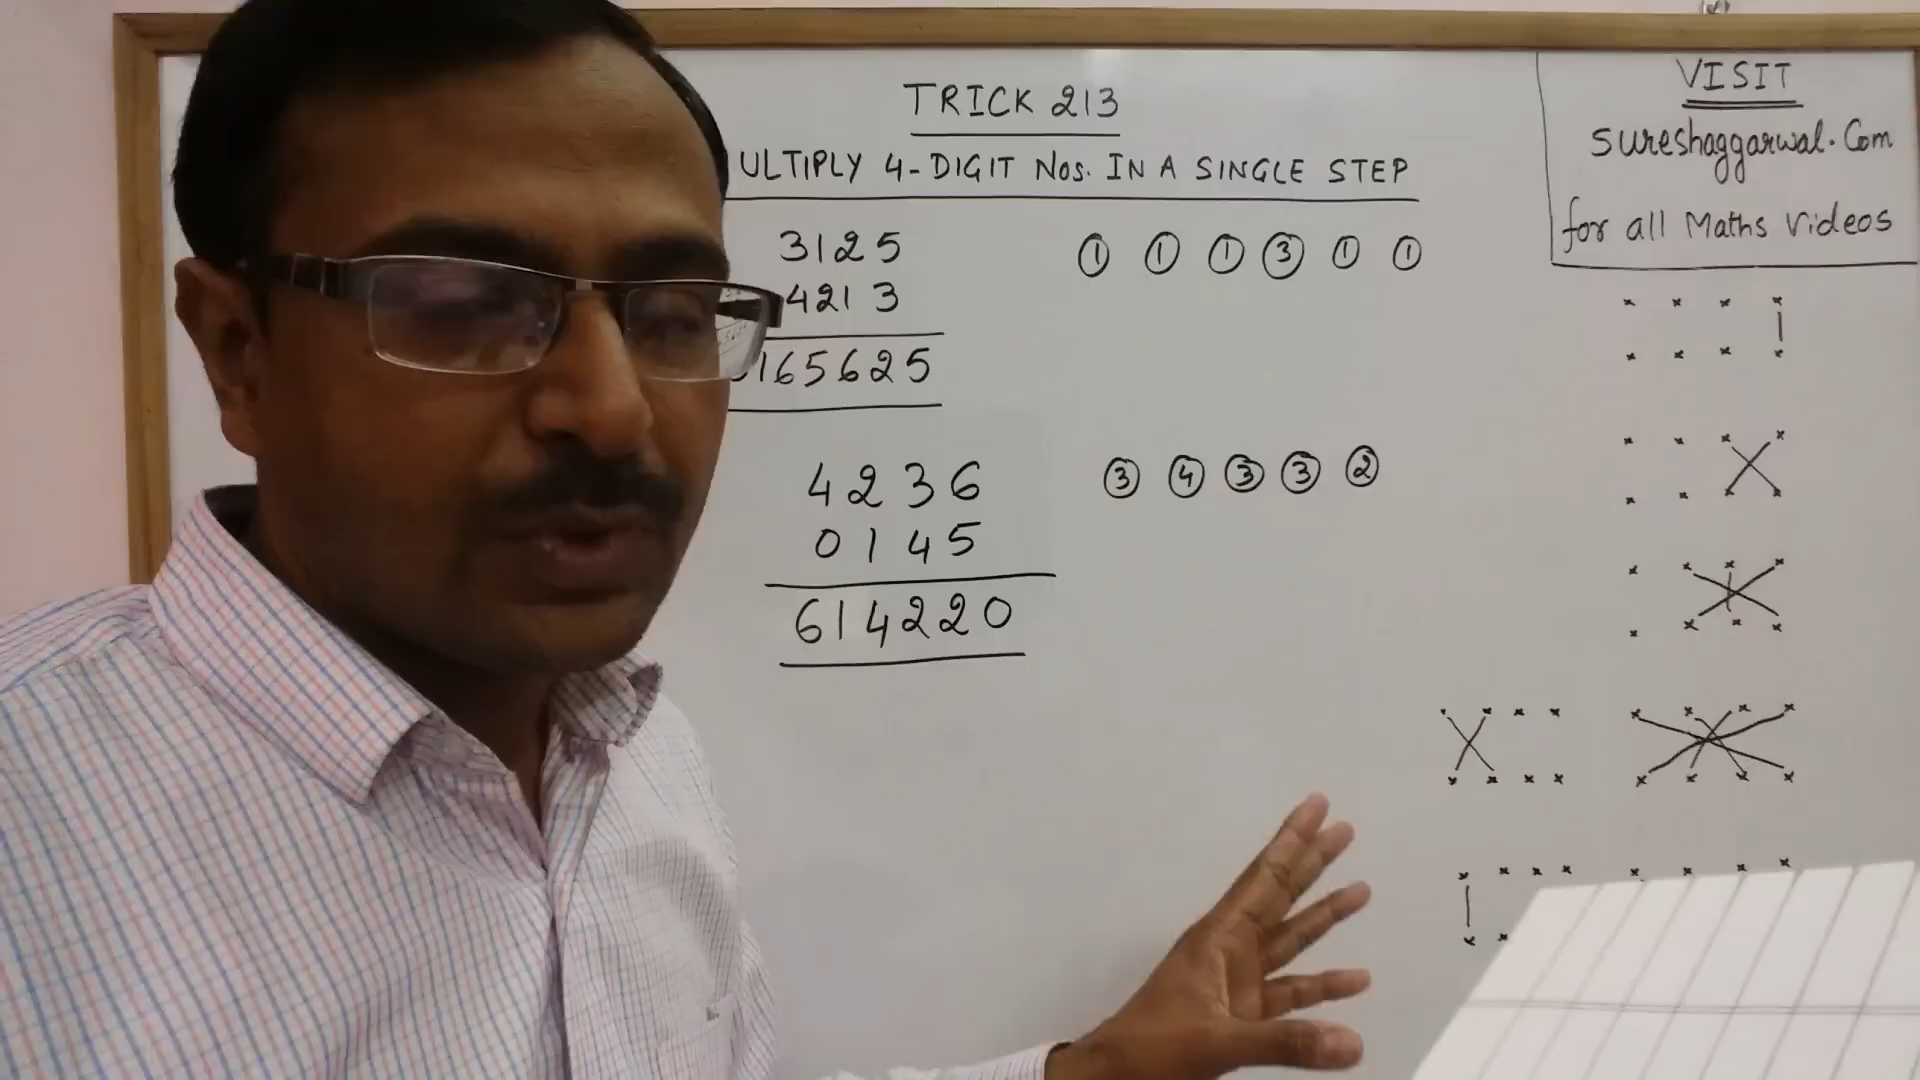 TRICK 213
ULTIPLY 4-DIGIT Nos. IN A SINGLE STEP
3125
4213
165625
1 1 1 3 1 1
4236
0145
614220
3 4 3 3 2
VISIT
sureshaggarwal.Com
for all Maths Videos